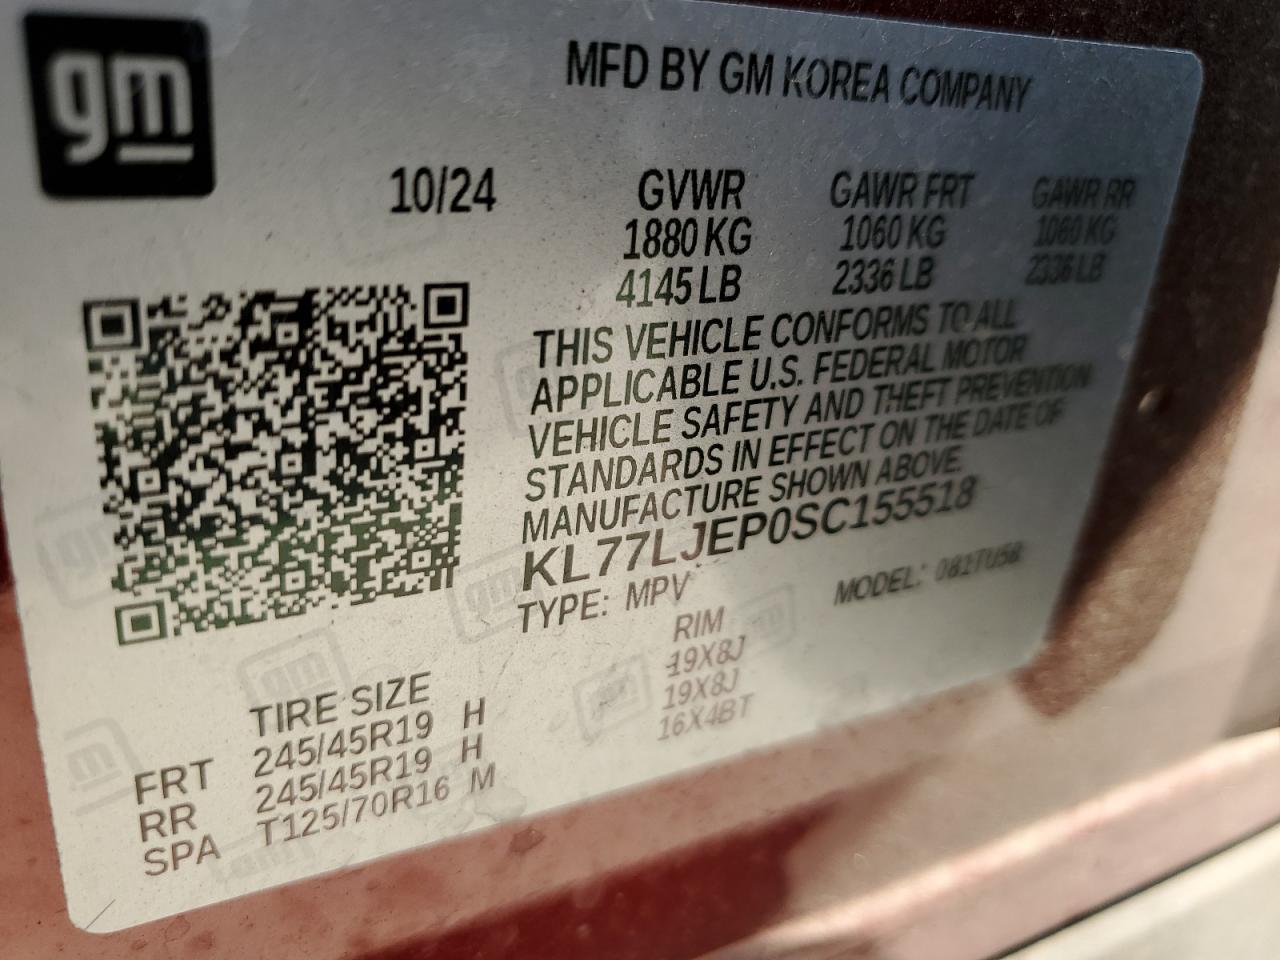 gm
MFD BY GM KOREA COMPANY
10/24 GVWR GAWR FRT GAWR RR
1880 KG 1060 KG 1060 KG
4145 LB 2336 LB 2336 LB
THIS VEHICLE CONFORMS TO ALL
APPLICABLE U.S. FEDERAL MOTOR
VEHICLE SAFETY AND THEFT PREVENTION
STANDARDS IN EFFECT ON THE DATE OF
MANUFACTURE SHOWN ABOVE.
KL77LJEP0SC155518
TYPE: MPV MODEL:
TIRE SIZE RIM
FRT 245/45R19 H 19X8J
RR 245/45R19 H 19X8J
SPA T125/70R16 M 16X4BT